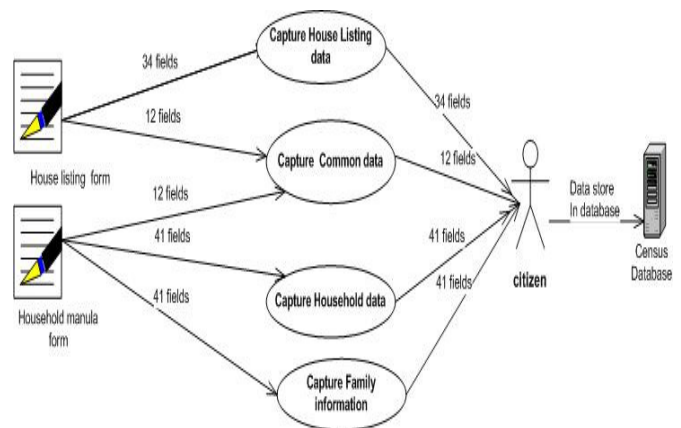 Capture House Listing
data
34 fields
34 fields
12 fields
House listing form
Capture Common data
12 fields
12 fields
Data store
In database
41 fields
Household manula
form
41 fields
Capture Household data
41 fields
41 fields
citizen
Census
Database
Capture Family
information